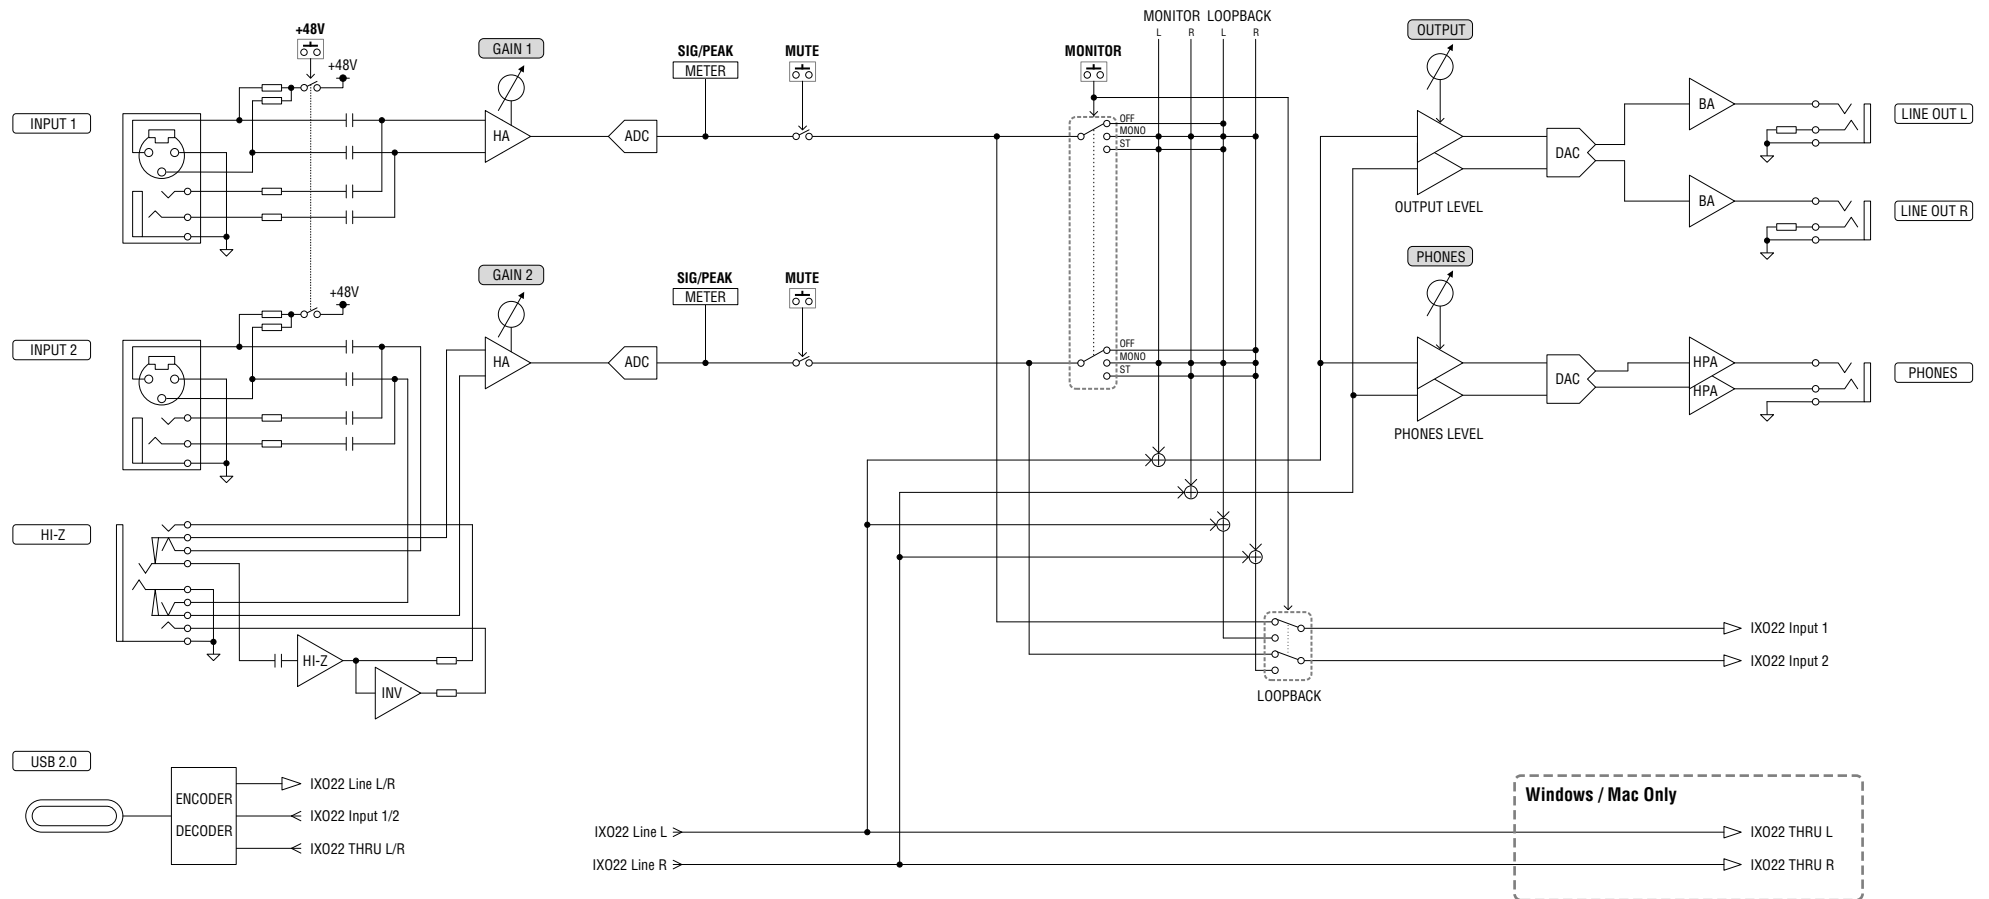 MONITOR LOOPBACK
L R L R
+48V
+48V
GAIN 1
SIG/PEAK
METER
MUTE
MONITOR
OUTPUT
INPUT 1
HA
ADC
OFF
MONO
ST
OUTPUT LEVEL
DAC
BA
LINE OUT L
BA
LINE OUT R
+48V
GAIN 2
SIG/PEAK
METER
MUTE
PHONES
INPUT 2
HA
ADC
OFF
MONO
ST
PHONES LEVEL
DAC
HPA
HPA
PHONES
HI-Z
HI-Z
INV
IXO22 Input 1
IXO22 Input 2
LOOPBACK
USB 2.0
ENCODER
DECODER
IXO22 Line L/R
IXO22 Input 1/2
IXO22 THRU L/R
IXO22 Line L
IXO22 Line R
Windows / Mac Only
IXO22 THRU L
IXO22 THRU R